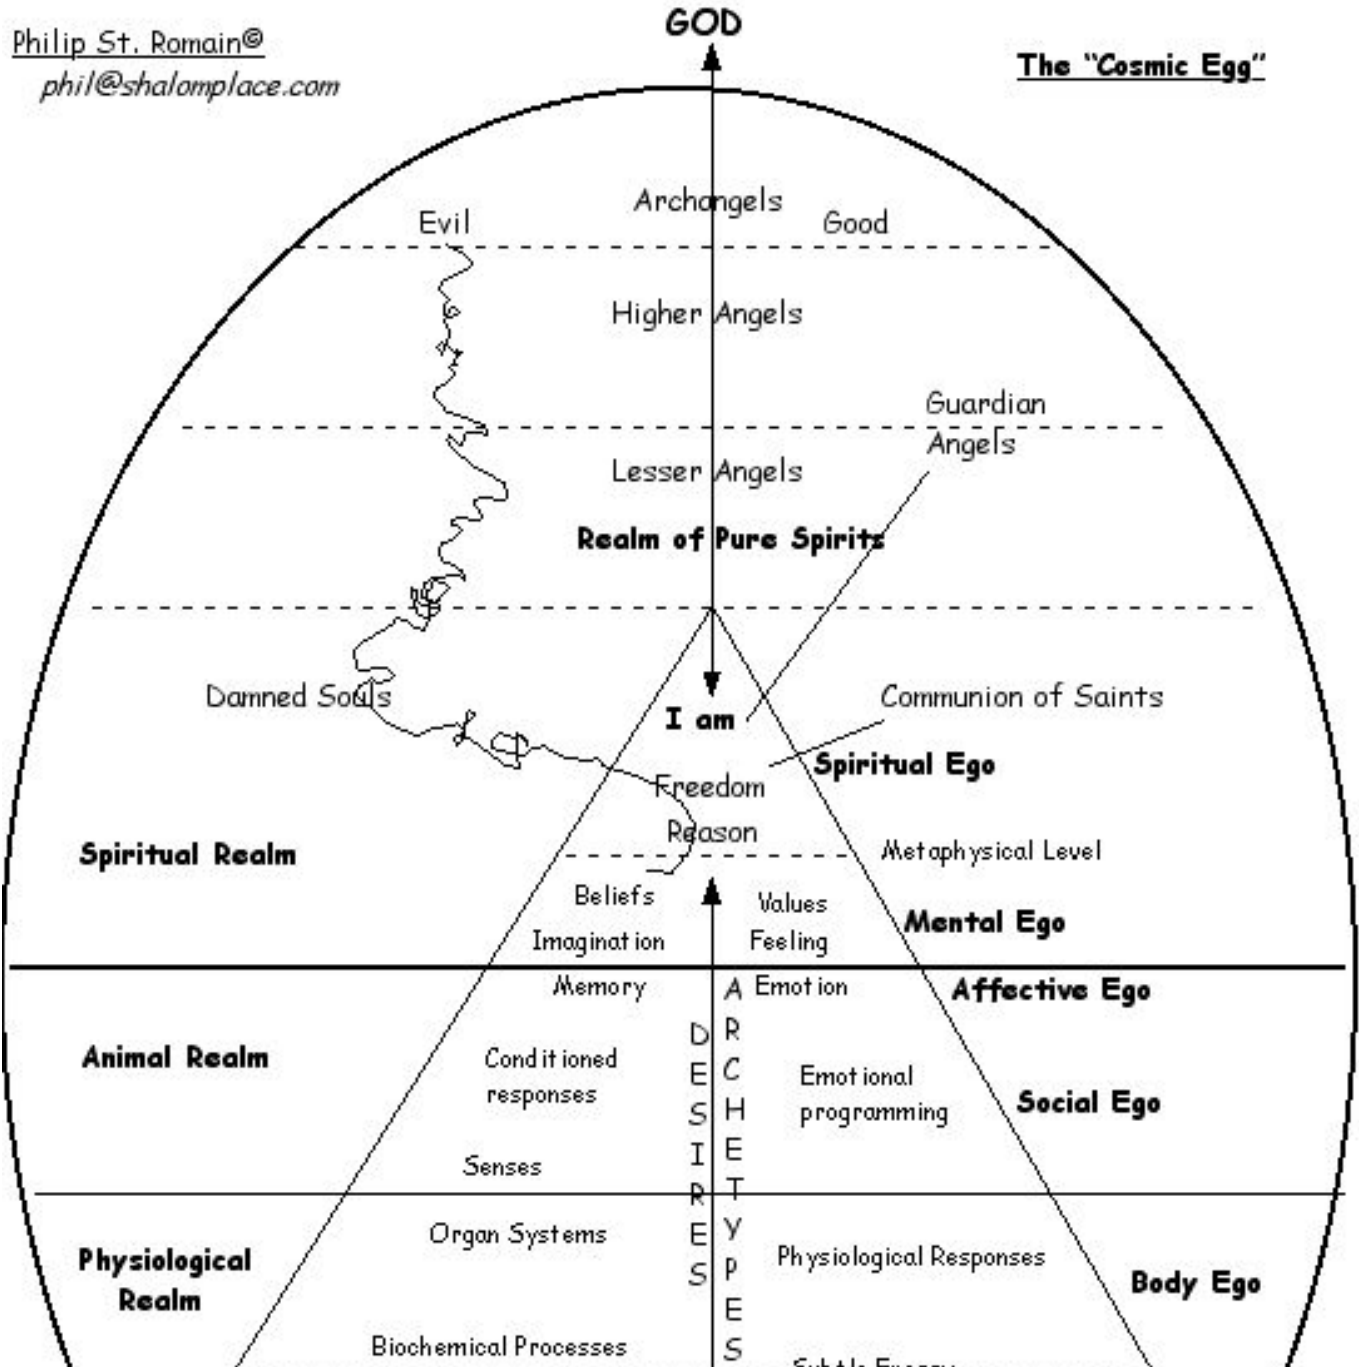 GOD
Philip St. Romain©
phil@shalomplace.com
The "Cosmic Egg"
Archangels
Evil
Good
Higher Angels
Guardian
Angels
Lesser Angels
Realm of Pure Spirits
Damned Souls
I am
Communion of Saints
Spiritual Ego
Freedom
Reason
Spiritual Realm
Metaphysical Level
Beliefs
Values
Mental Ego
Imagination
Feeling
Memory
Emotion
Affective Ego
Animal Realm
Conditioned
responses
DESIRES
ARCHETYPES
Emotional
programming
Social Ego
Senses
Organ Systems
Physiological
Realm
Physiological Responses
Body Ego
Biochemical Processes
Subtle Energy